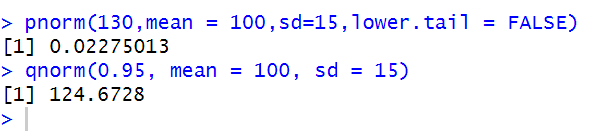 > pnorm(130,mean = 100,sd=15,lower.tail = FALSE)
[1] 0.02275013
> qnorm(0.95, mean = 100, sd = 15)
[1] 124.6728
>